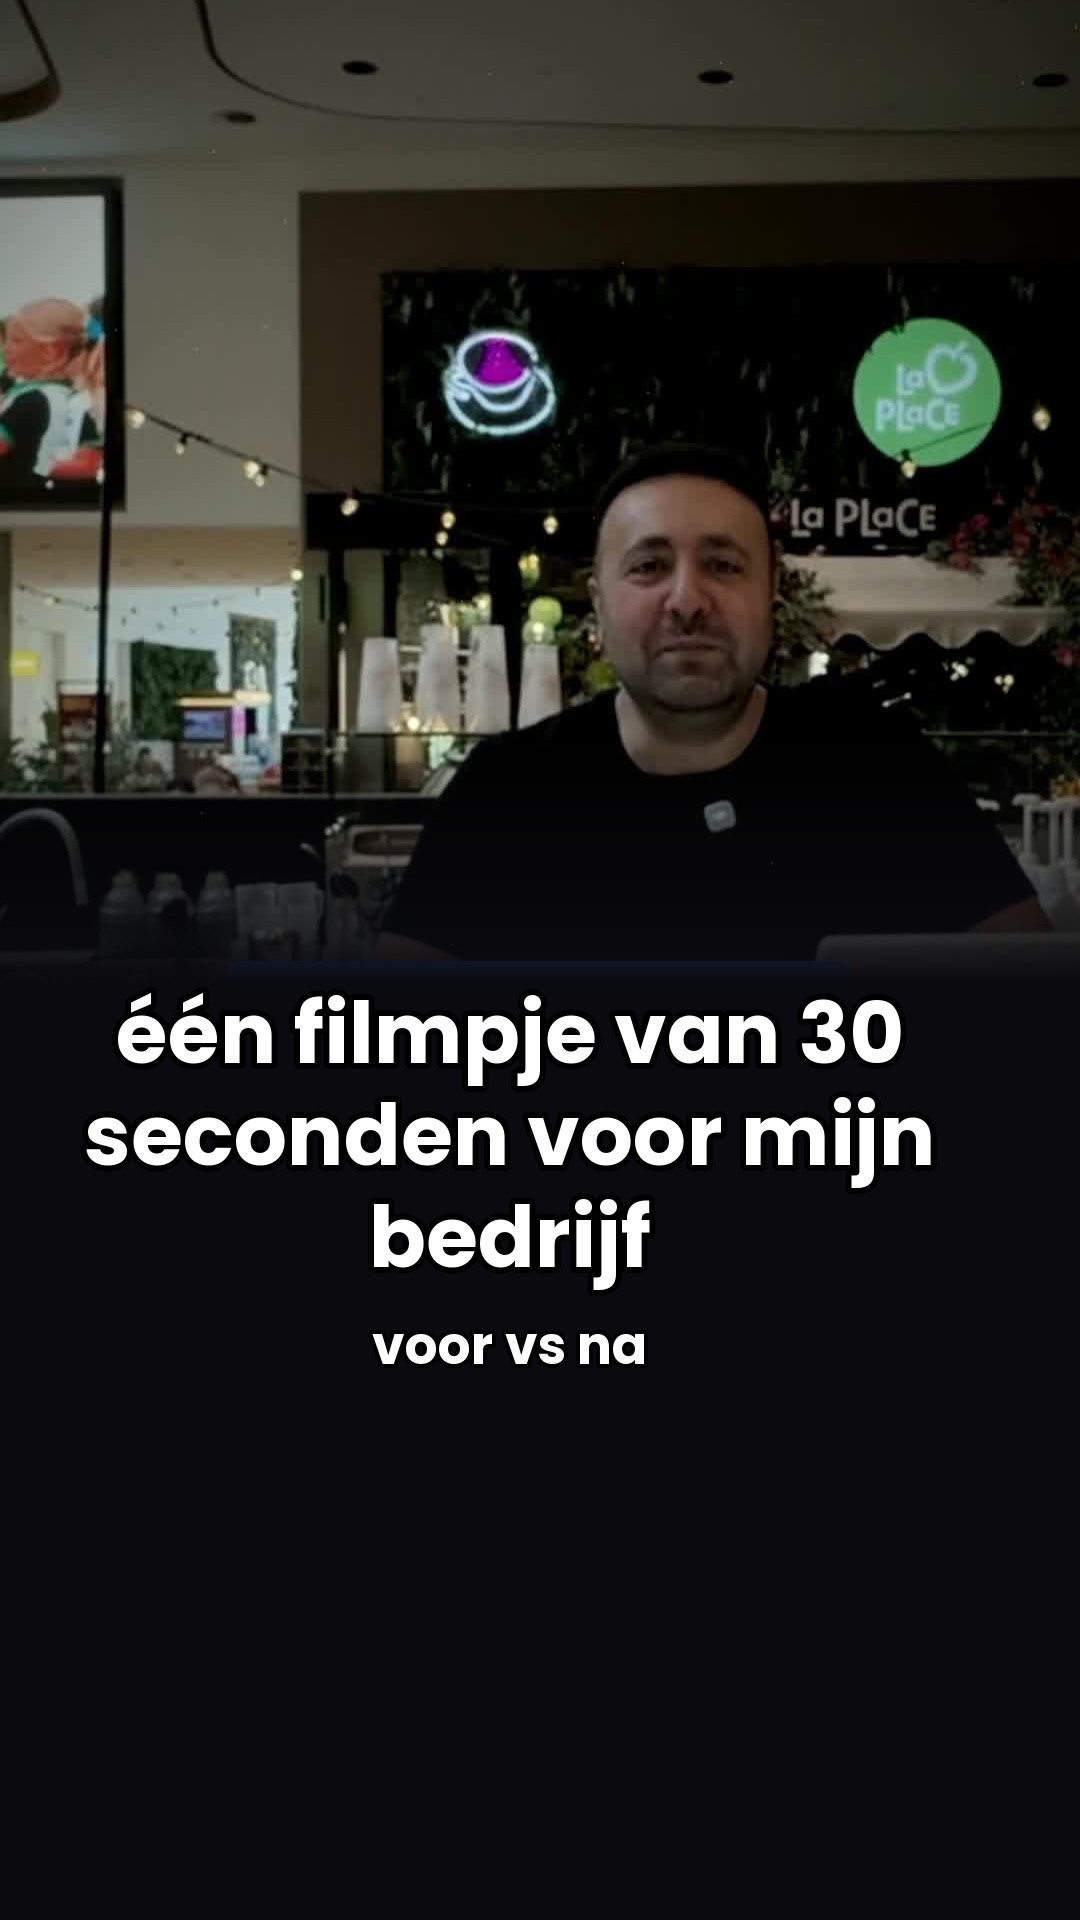 La
PLaCE
La PLaCE
één filmpje van 30
seconden voor mijn
bedrijf
voor vs na